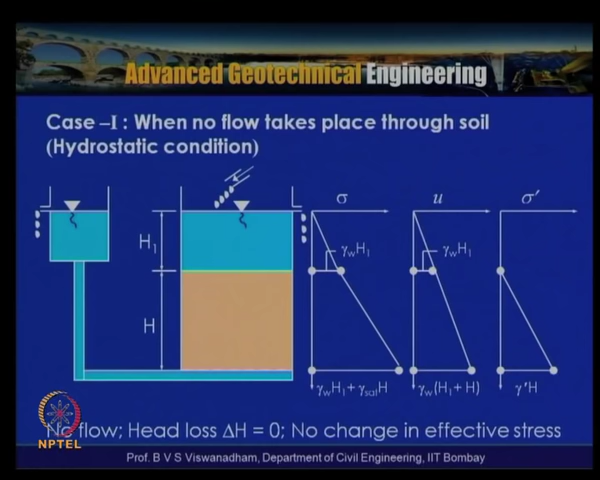 Advanced Geotechnical Engineering
Case –I : When no flow takes place through soil
(Hydrostatic condition)
σ u σ′
H₁ γwH₁ γwH₁
H
γwH₁+ γsatH γw(H₁+ H) γ′H
No flow; Head loss ΔH = 0; No change in effective stress
NPTEL
Prof. B V S Viswanadham, Department of Civil Engineering, IIT Bombay